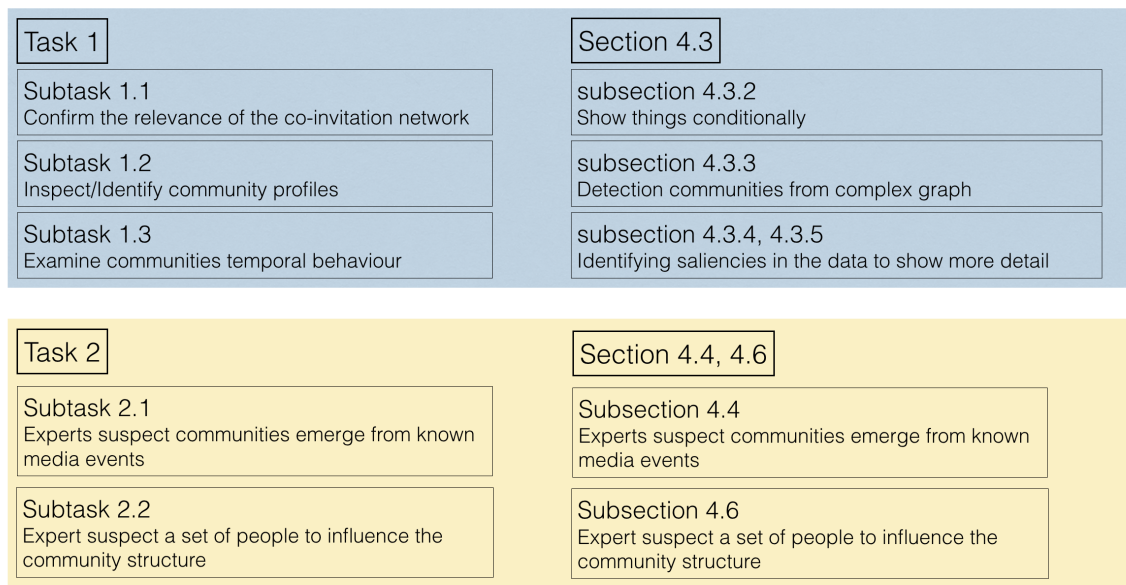 Task 1
Section 4.3
Subtask 1.1
Confirm the relevance of the co-invitation network
subsection 4.3.2
Show things conditionally
Subtask 1.2
Inspect/Identify community profiles
subsection 4.3.3
Detection communities from complex graph
Subtask 1.3
Examine communities temporal behaviour
subsection 4.3.4, 4.3.5
Identifying saliencies in the data to show more detail
Task 2
Section 4.4, 4.6
Subtask 2.1
Experts suspect communities emerge from known
media events
Subsection 4.4
Experts suspect communities emerge from known
media events
Subtask 2.2
Expert suspect a set of people to influence the
community structure
Subsection 4.6
Expert suspect a set of people to influence the
community structure